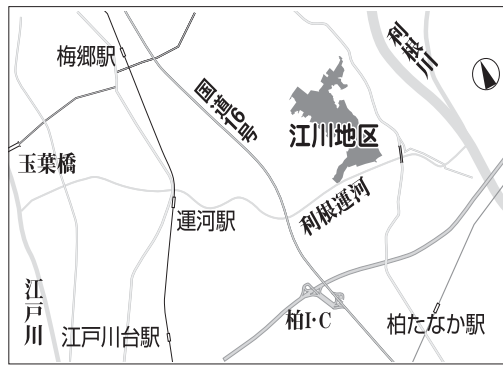 梅郷駅
利根川
国道16号
江川地区
玉葉橋
利根運河
運河駅
江戸川
柏I・C
柏たなか駅
江戸川台駅